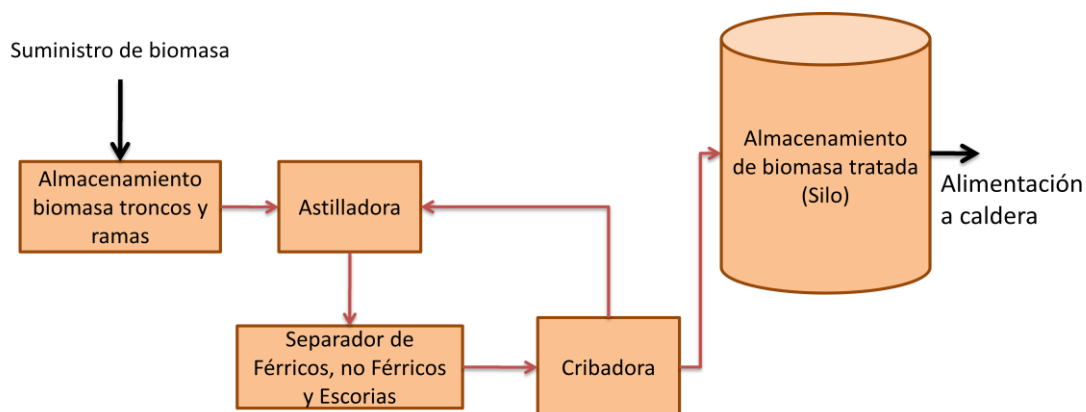 Suministro de biomasa
Almacenamiento
biomasa troncos y
ramas
Astilladora
Separador de
Férricos, no Férricos
y Escorias
Cribadora
Almacenamiento
de biomasa tratada
(Silo)
Alimentación
a caldera